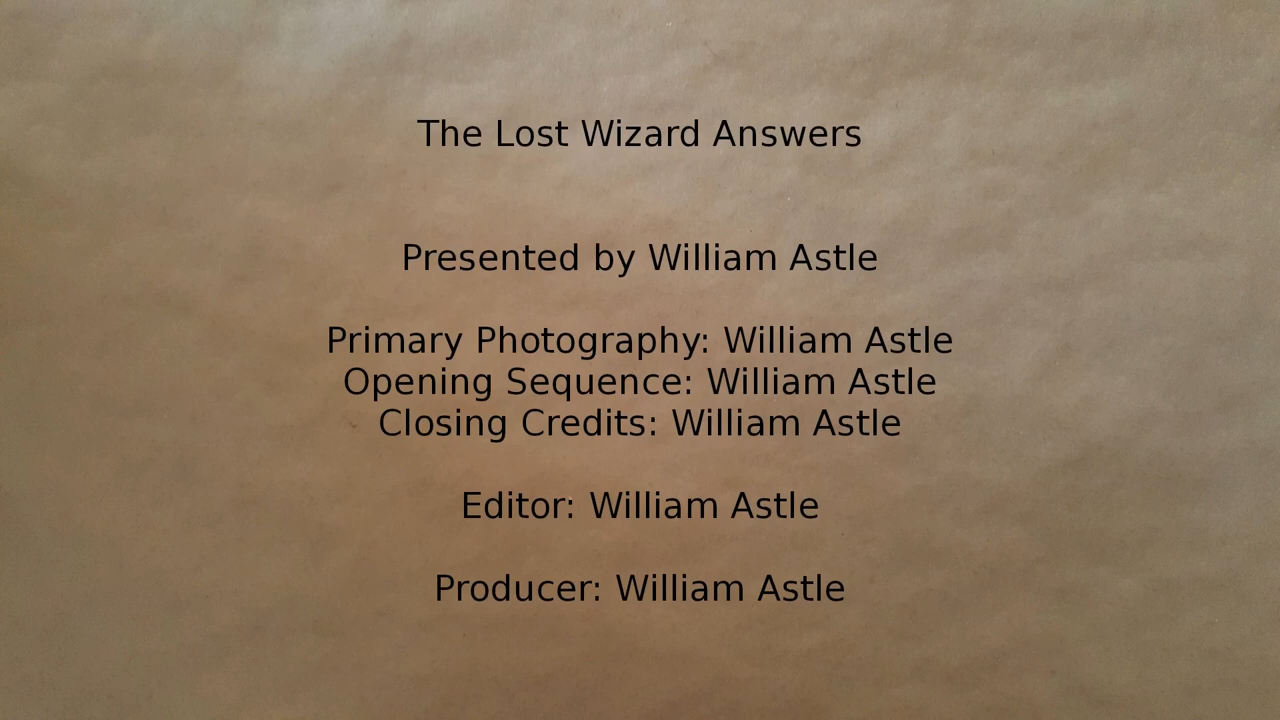 The Lost Wizard Answers
Presented by William Astle
Primary Photography: William Astle
Opening Sequence: William Astle
Closing Credits: William Astle
Editor: William Astle
Producer: William Astle